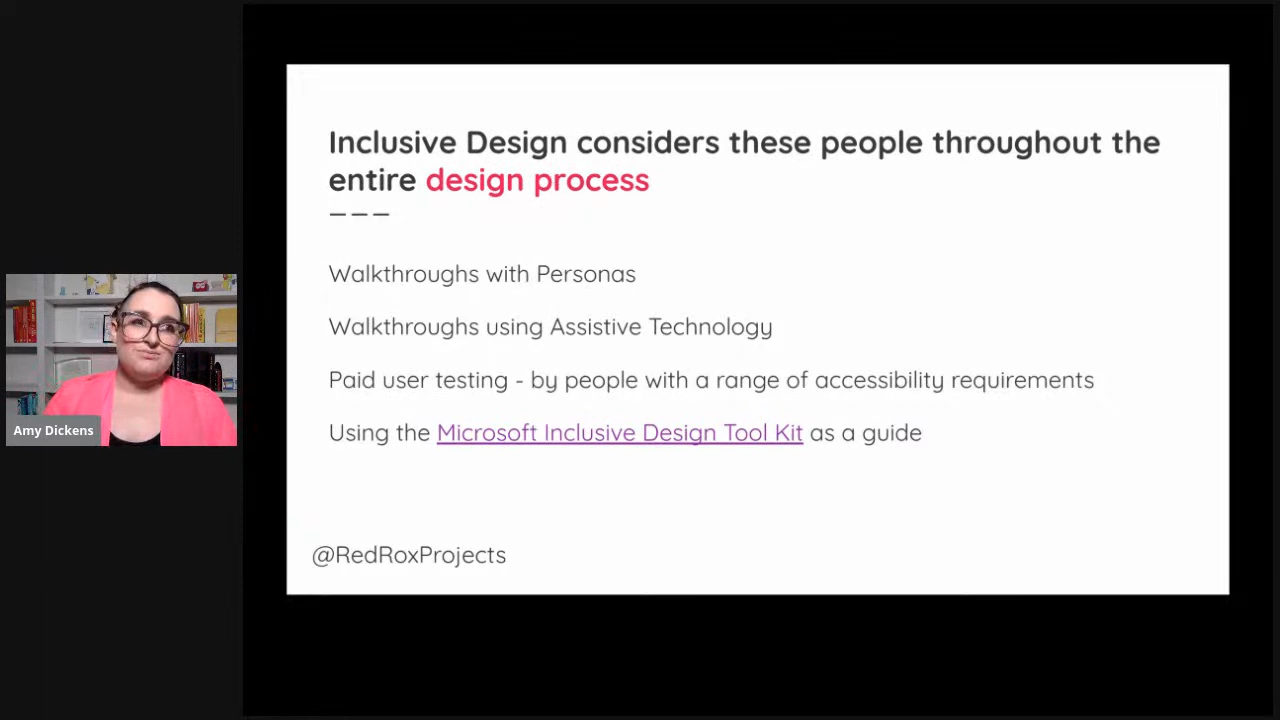 Inclusive Design considers these people throughout the
entire design process
Walkthroughs with Personas
Walkthroughs using Assistive Technology
Paid user testing - by people with a range of accessibility requirements
Using the Microsoft Inclusive Design Tool Kit as a guide
@RedRoxProjects
Amy Dickens